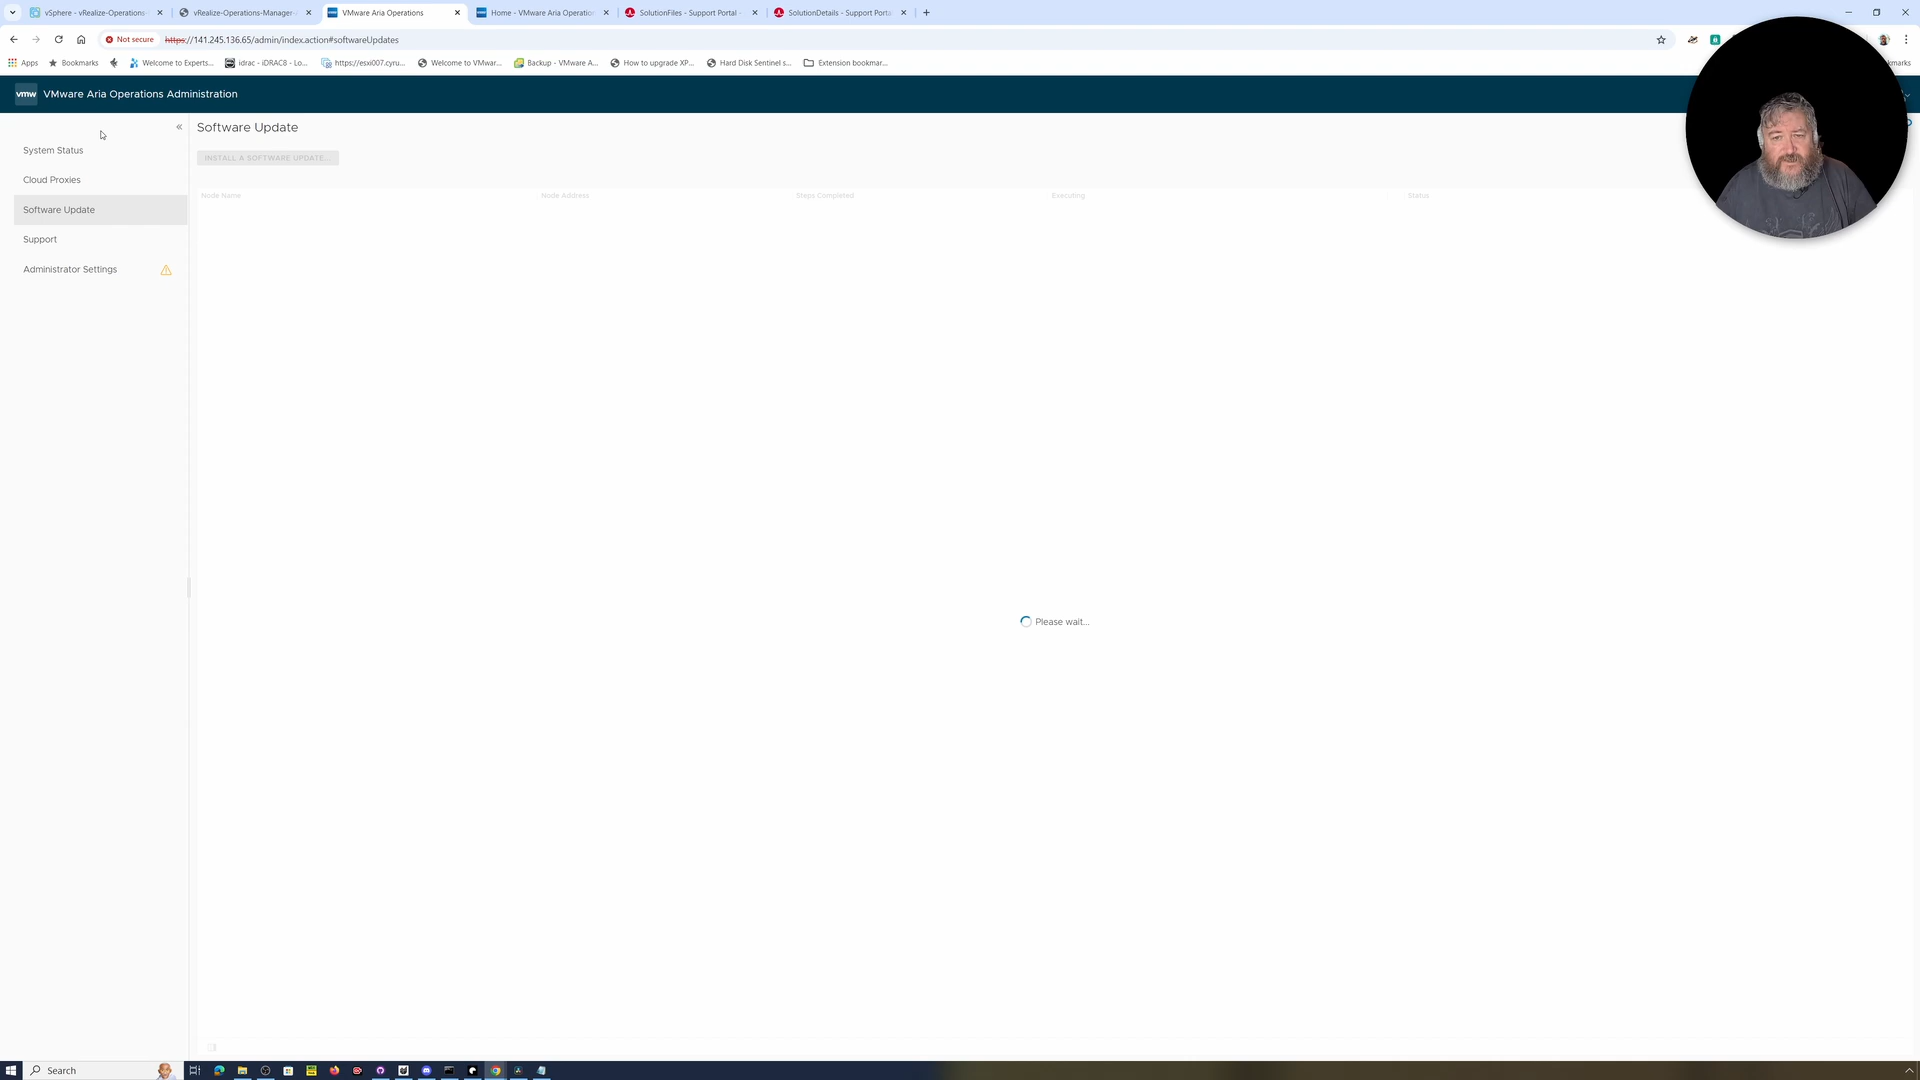 vSphere - vRealize-Operations-
vRealize-Operations-Manager-
VMware Aria Operations
Home - VMware Aria Operation
SolutionFiles - Support Portal -
SolutionDetails - Support Porta
Not secure
https://141.245.136.65/admin/index.action#softwareUpdates
Apps
Bookmarks
Welcome to Experts...
idrac - iDRAC8 - Lo...
https://esxi007.cyru...
Welcome to VMwar...
Backup - VMware A...
How to upgrade XP...
Hard Disk Sentinel s...
Extension bookmar...
kmarks
vmw
VMware Aria Operations Administration
Software Update
System Status
INSTALL A SOFTWARE UPDATE...
Cloud Proxies
Node Name
Node Address
Steps Completed
Executing
Status
Software Update
Support
Administrator Settings
Please wait...
Search